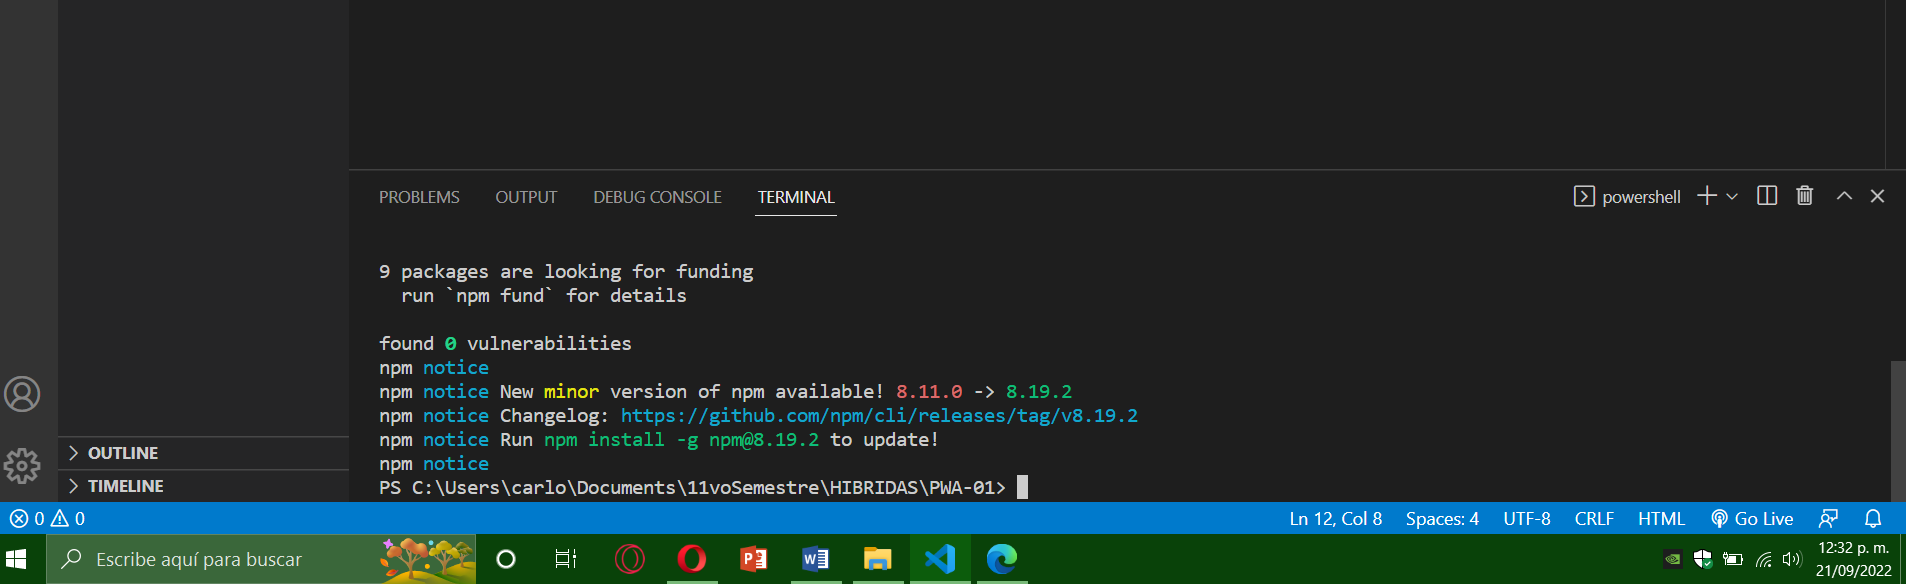 PROBLEMS OUTPUT DEBUG CONSOLE TERMINAL powershell
9 packages are looking for funding
run `npm fund` for details
found 0 vulnerabilities
npm notice
npm notice New minor version of npm available! 8.11.0 -> 8.19.2
npm notice Changelog: https://github.com/npm/cli/releases/tag/v8.19.2
npm notice Run npm install -g npm@8.19.2 to update!
npm notice
PS C:\Users\carlo\Documents\11voSemestre\HIBRIDAS\PWA-01>
OUTLINE
TIMELINE
0 0 Ln 12, Col 8 Spaces: 4 UTF-8 CRLF HTML Go Live
Escribe aquí para buscar
12:32 p. m.
21/09/2022